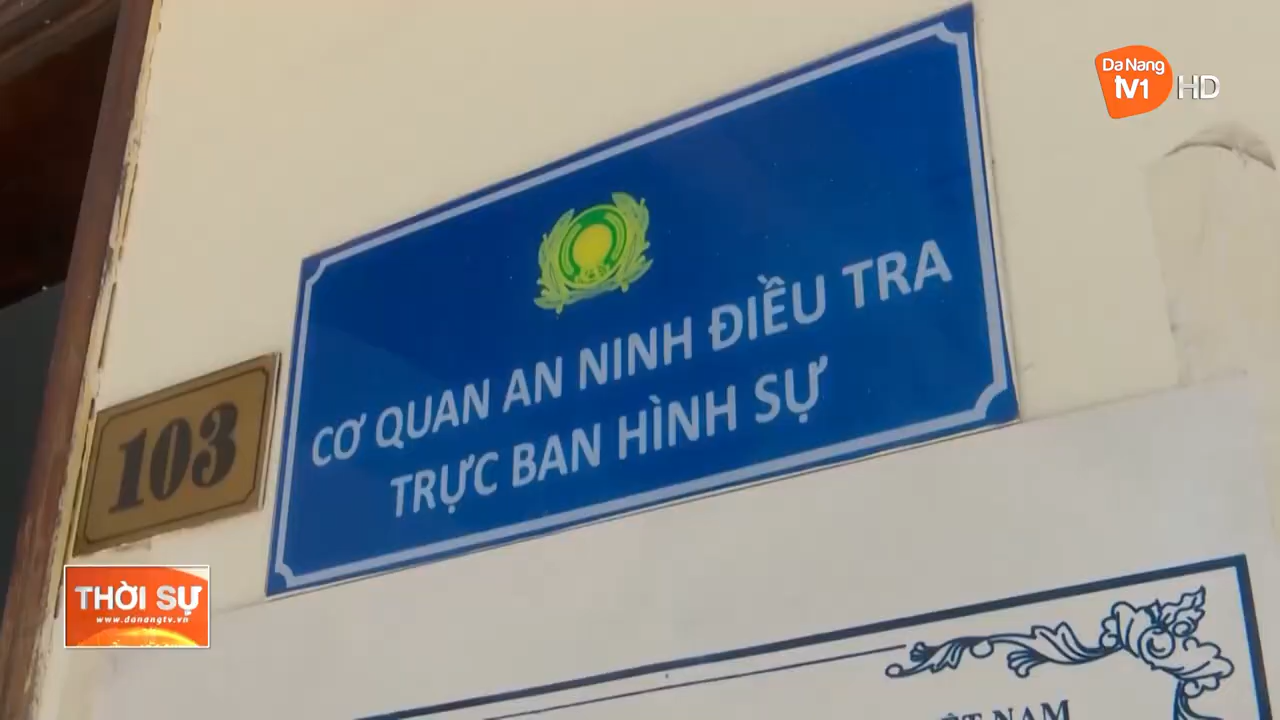 Da Nang
TV1 HD
CƠ QUAN AN NINH ĐIỀU TRA
TRỰC BAN HÌNH SỰ
103
THỜI SỰ
www.danangtv.vn
NAM